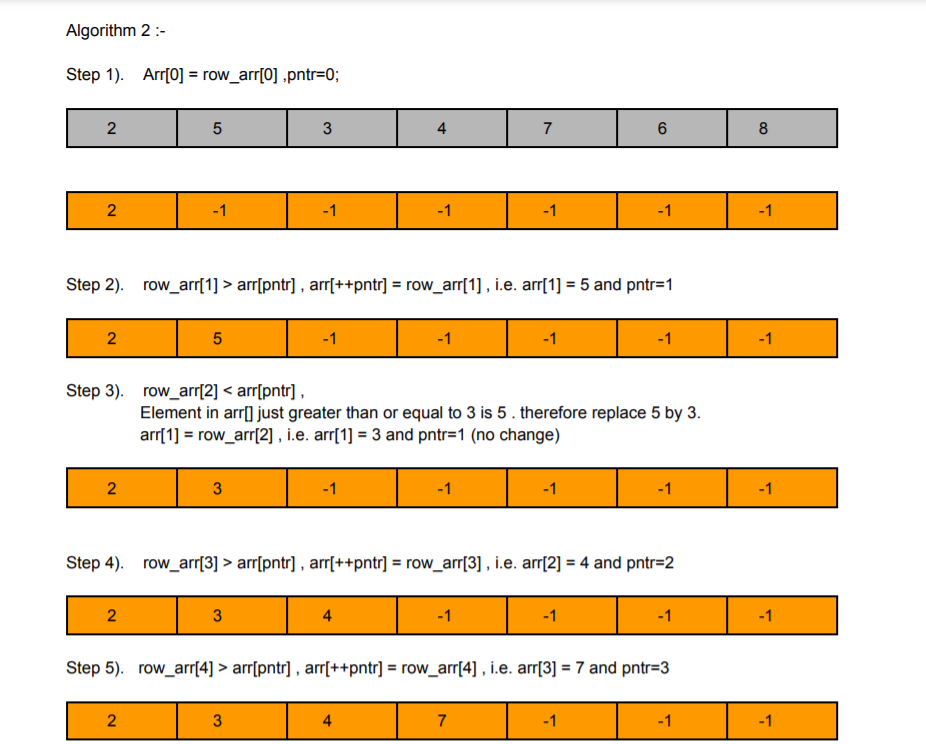 Algorithm 2 :-
Step 1). Arr[0] = row_arr[0] ,pntr=0;
2 5 3 4 7 6 8
2 -1 -1 -1 -1 -1 -1
Step 2). row_arr[1] > arr[pntr] , arr[++pntr] = row_arr[1] , i.e. arr[1] = 5 and pntr=1
2 5 -1 -1 -1 -1 -1
Step 3). row_arr[2] < arr[pntr] ,
Element in arr[] just greater than or equal to 3 is 5 . therefore replace 5 by 3.
arr[1] = row_arr[2] , i.e. arr[1] = 3 and pntr=1 (no change)
2 3 -1 -1 -1 -1 -1
Step 4). row_arr[3] > arr[pntr] , arr[++pntr] = row_arr[3] , i.e. arr[2] = 4 and pntr=2
2 3 4 -1 -1 -1 -1
Step 5). row_arr[4] > arr[pntr] , arr[++pntr] = row_arr[4] , i.e. arr[3] = 7 and pntr=3
2 3 4 7 -1 -1 -1